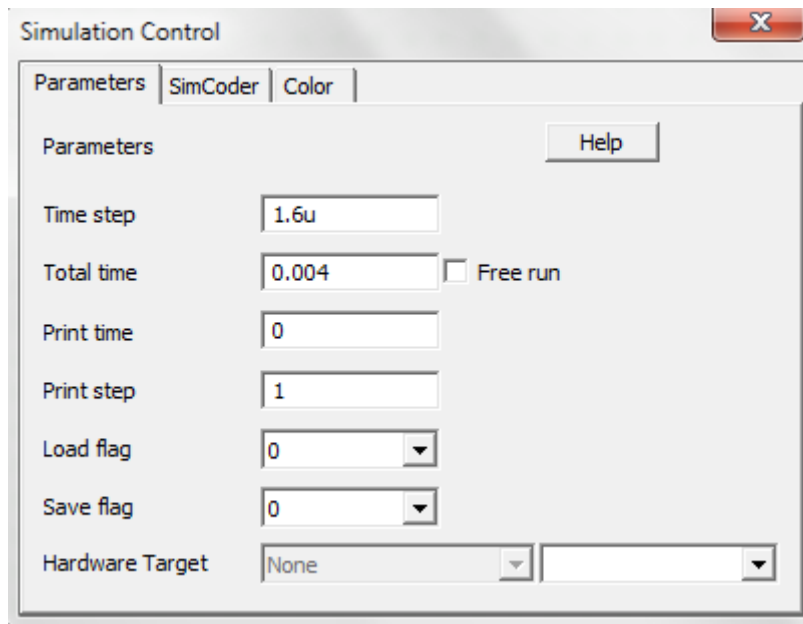 Simulation Control
Parameters SimCoder Color
Parameters Help
Time step 1.6u
Total time 0.004 Free run
Print time 0
Print step 1
Load flag 0
Save flag 0
Hardware Target None